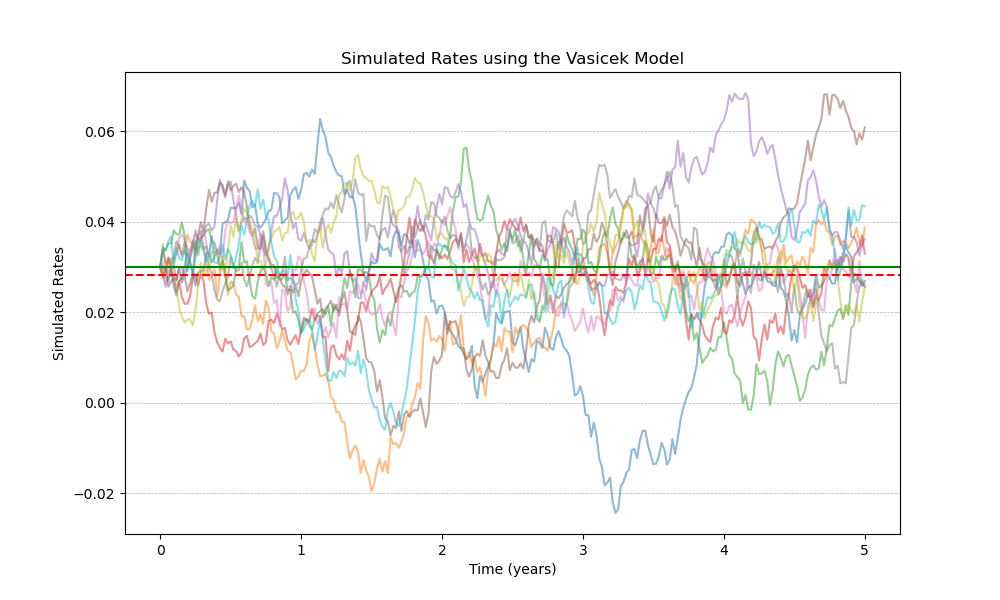 Simulated Rates using the Vasicek Model
Simulated Rates
0.06
0.04
0.02
0.00
−0.02
0 1 2 3 4 5
Time (years)